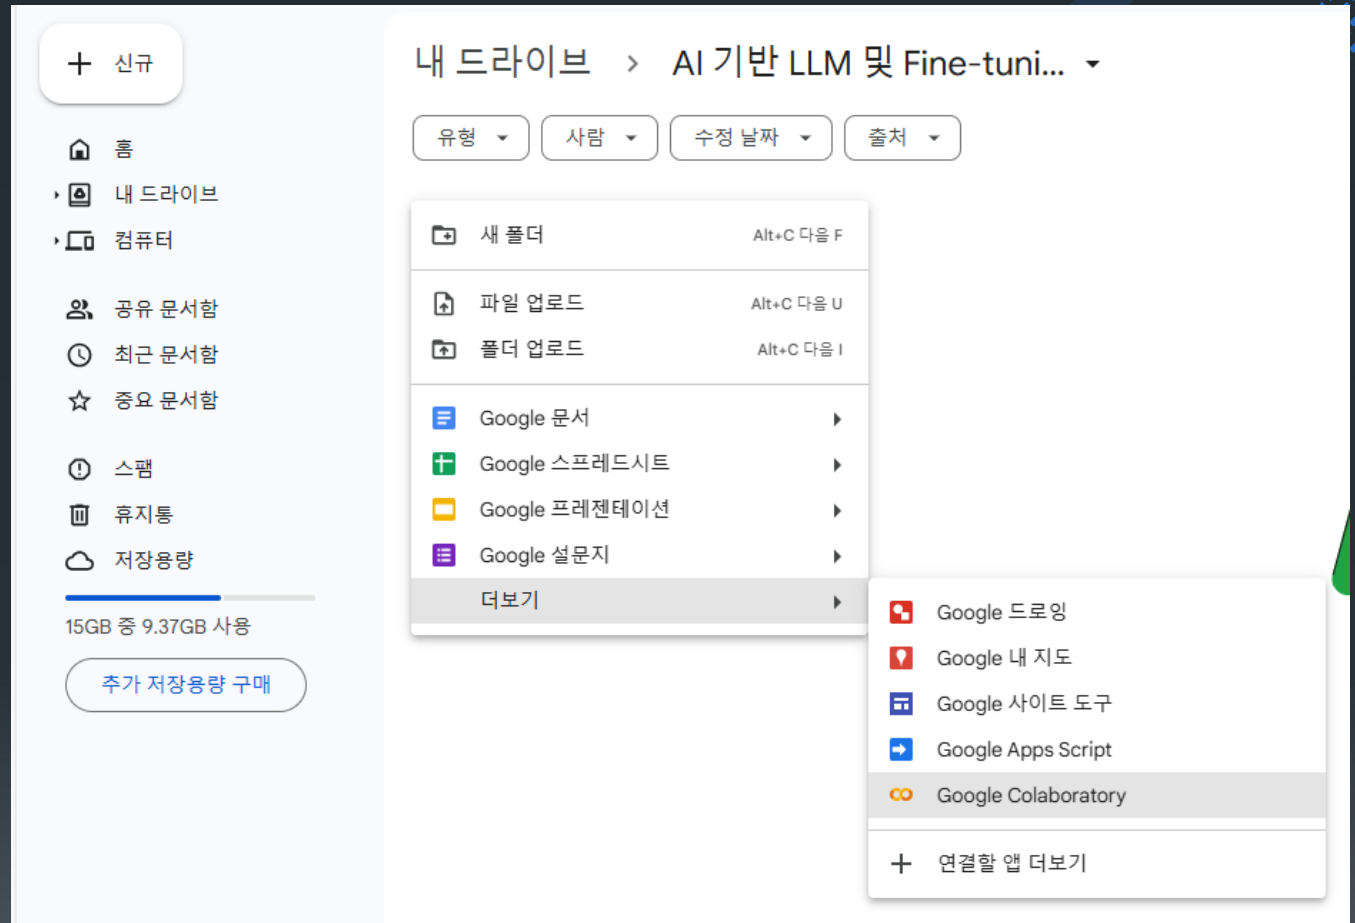 신규
홈
내 드라이브
컴퓨터
공유 문서함
최근 문서함
중요 문서함
스팸
휴지통
저장용량
15GB 중 9.37GB 사용
추가 저장용량 구매
내 드라이브 > AI 기반 LLM 및 Fine-tuni...
유형 사람 수정 날짜 출처
새 폴더 Alt+C 다음 F
파일 업로드 Alt+C 다음 U
폴더 업로드 Alt+C 다음 I
Google 문서
Google 스프레드시트
Google 프레젠테이션
Google 설문지
더보기
Google 드로잉
Google 내 지도
Google 사이트 도구
Google Apps Script
Google Colaboratory
연결할 앱 더보기